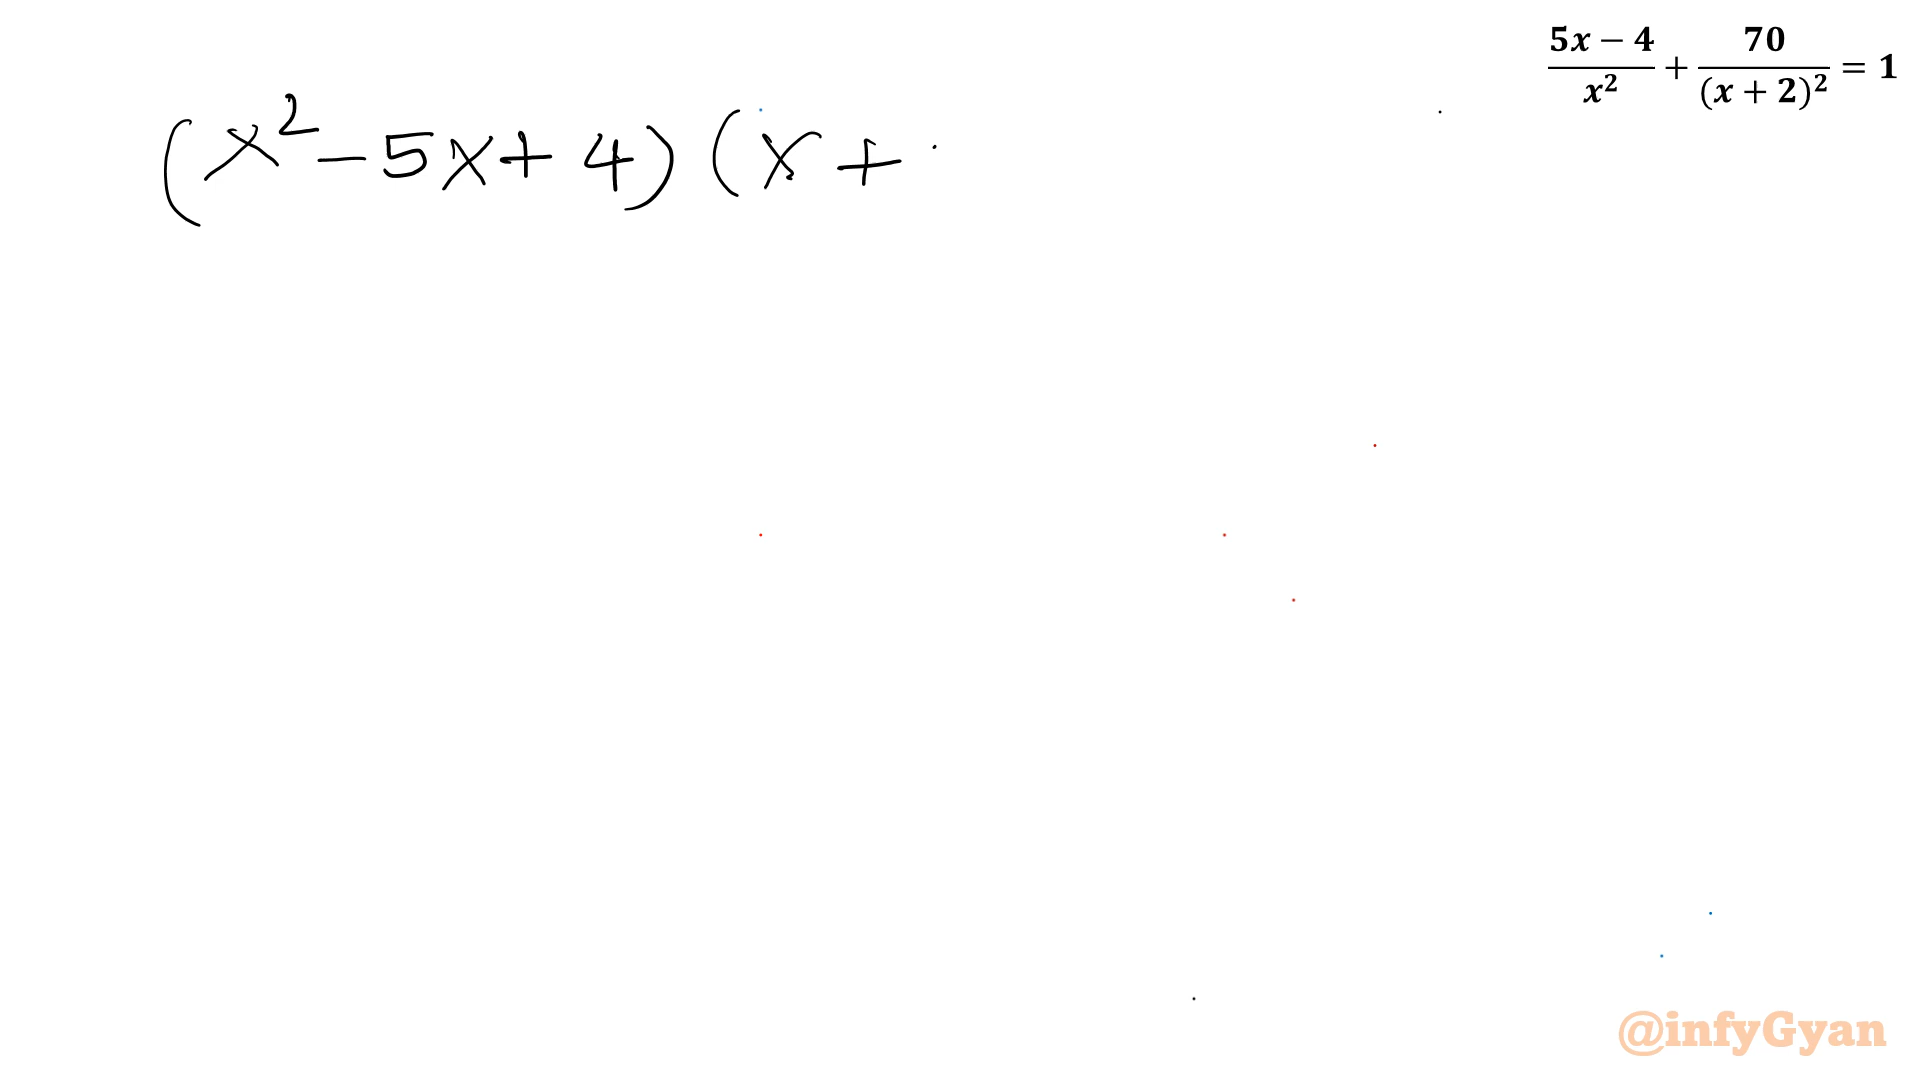 (5x − 4)/x² + 70/(x + 2)² = 1
(x² − 5x + 4) (x +
@infyGyan